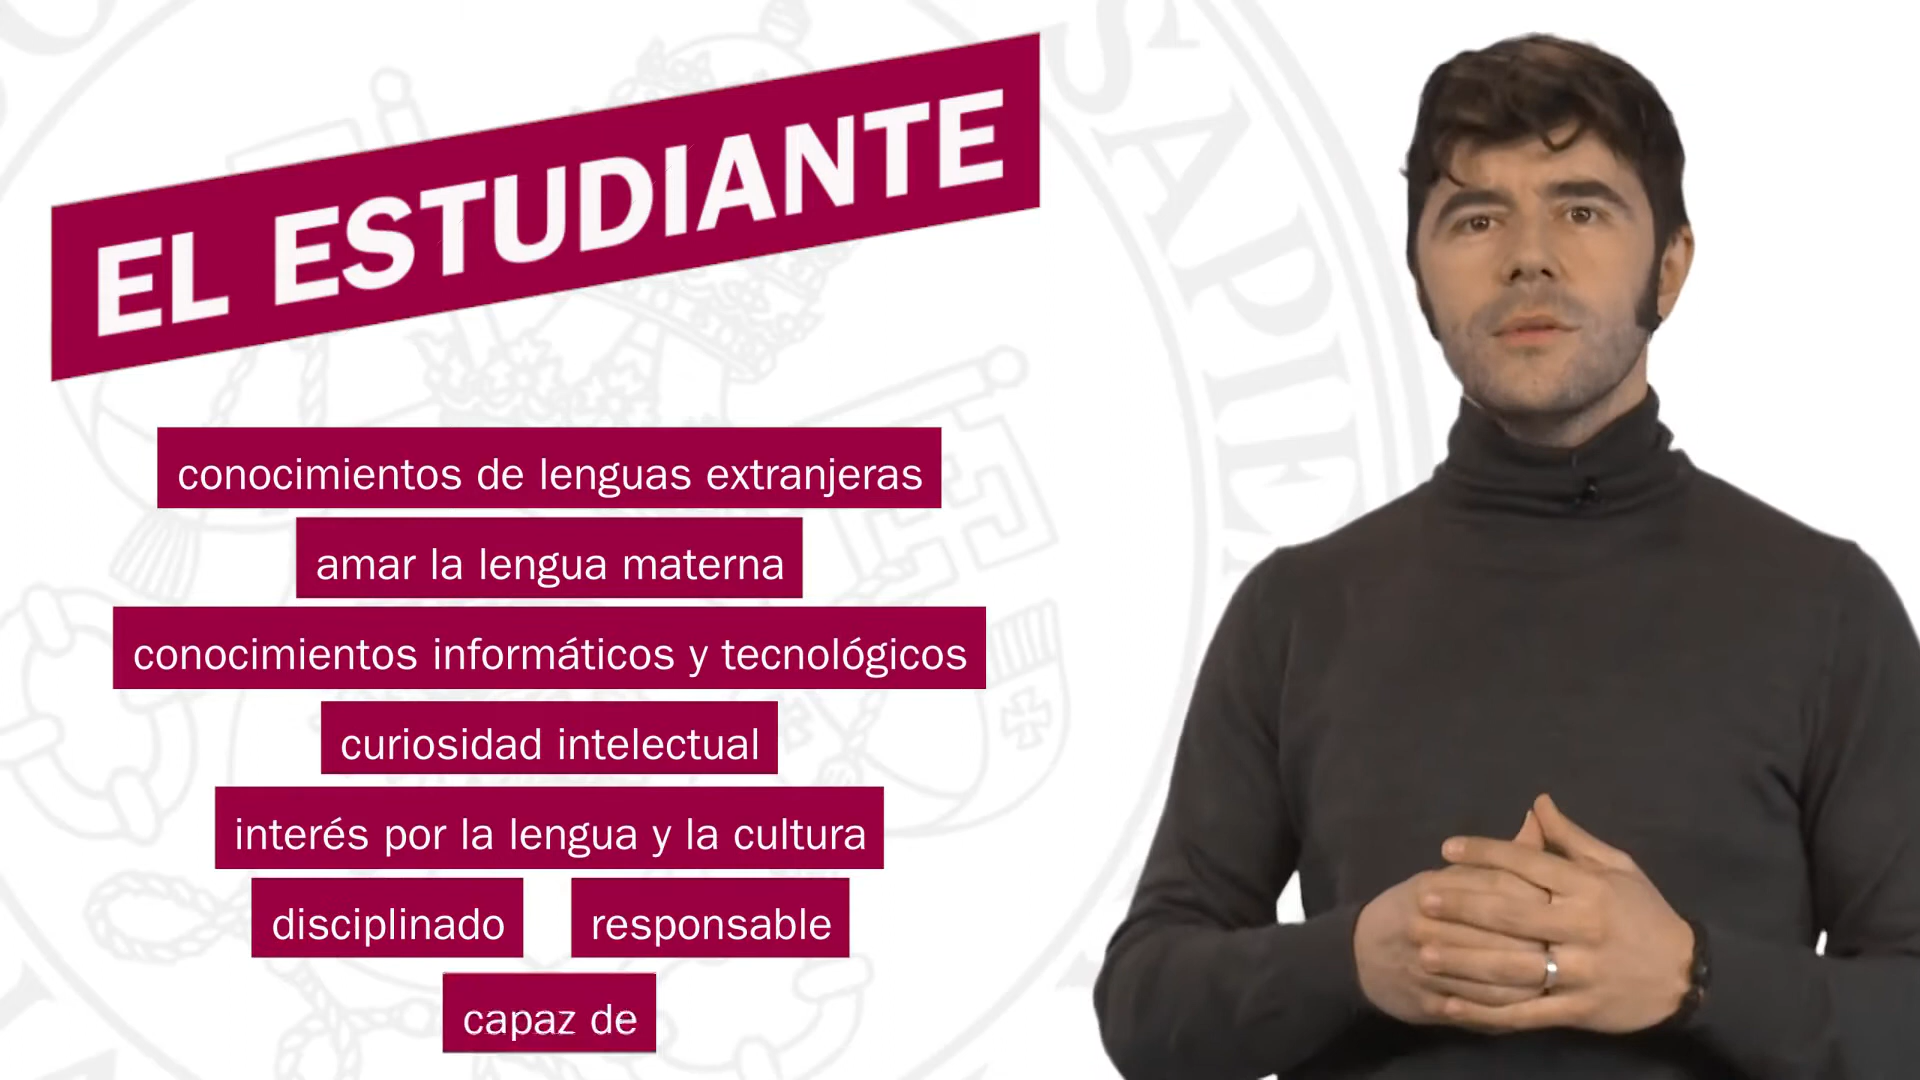 EL ESTUDIANTE
conocimientos de lenguas extranjeras
amar la lengua materna
conocimientos informáticos y tecnológicos
curiosidad intelectual
interés por la lengua y la cultura
disciplinado responsable
capaz de
SAPIE